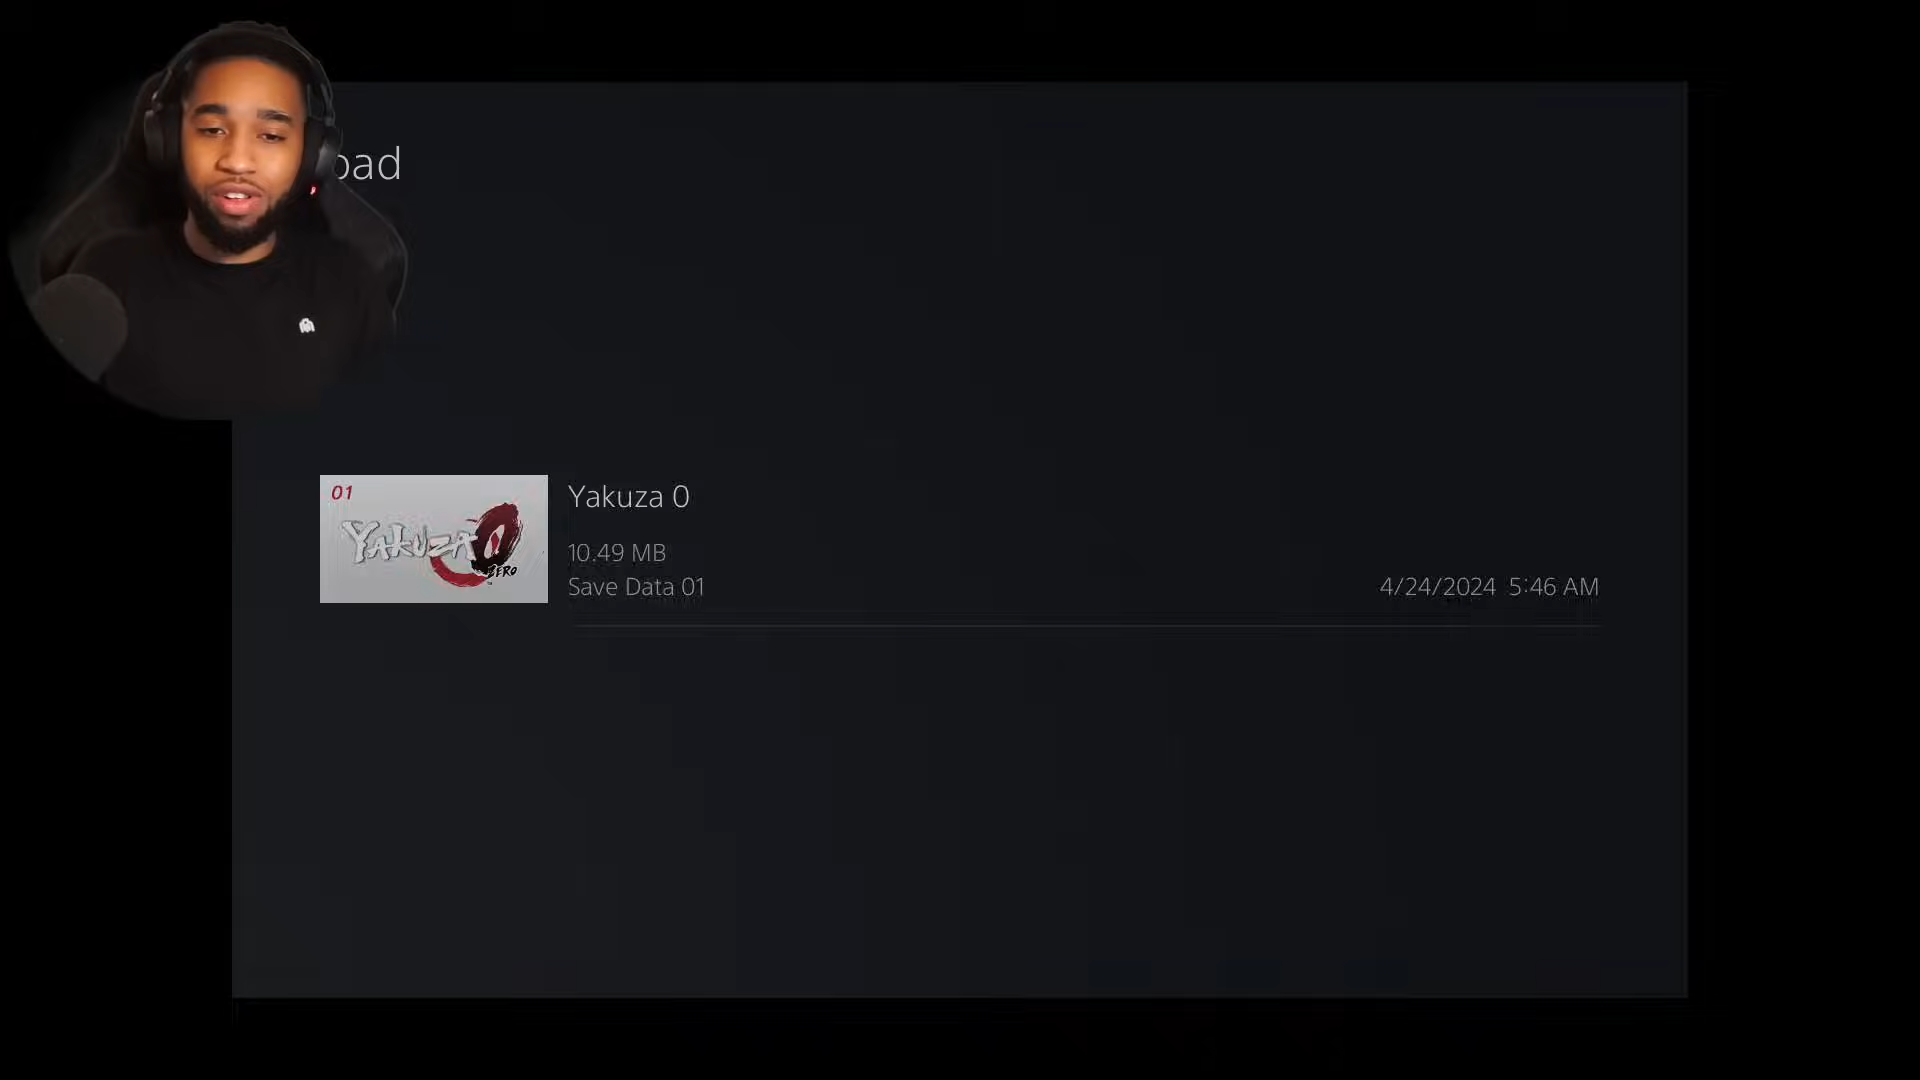 oad
01
YAKUZA 0
ZERO
Yakuza 0
10.49 MB
Save Data 01
4/24/2024 5:46 AM